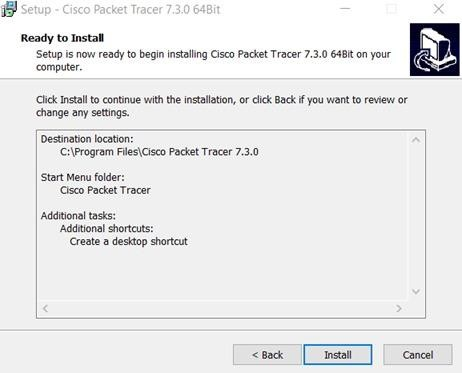 Setup - Cisco Packet Tracer 7.3.0 64Bit
Ready to Install
Setup is now ready to begin installing Cisco Packet Tracer 7.3.0 64Bit on your
computer.
Click Install to continue with the installation, or click Back if you want to review or
change any settings.
Destination location:
C:\Program Files\Cisco Packet Tracer 7.3.0
Start Menu folder:
Cisco Packet Tracer
Additional tasks:
Additional shortcuts:
Create a desktop shortcut
< Back Install Cancel